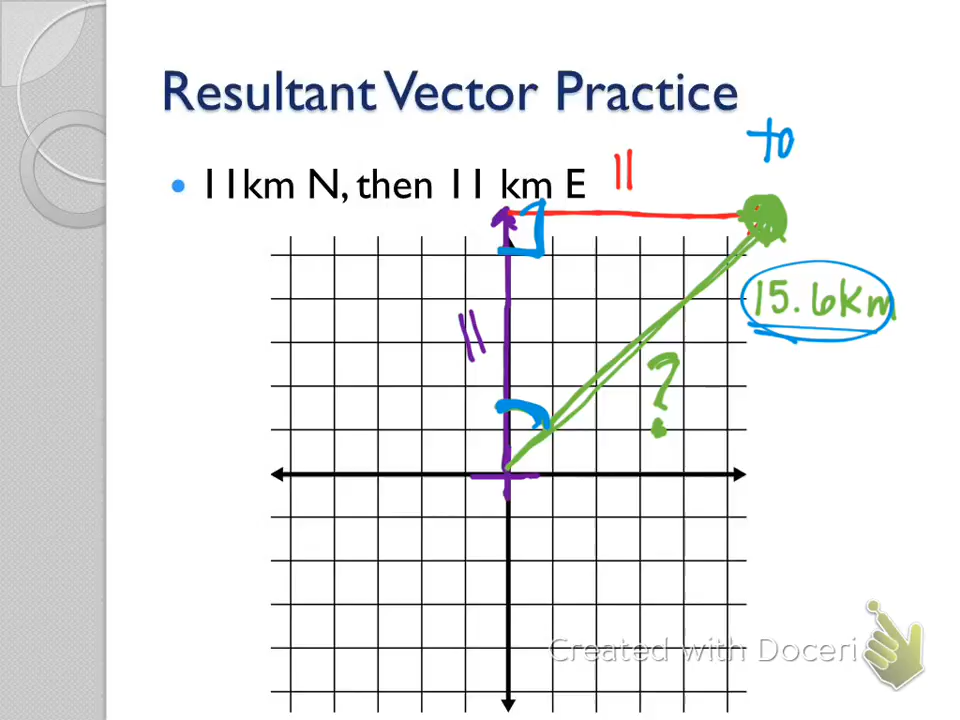 Resultant Vector Practice
to
• 11km N, then 11 km E
11
15.6km
11
?
Created with Doceri